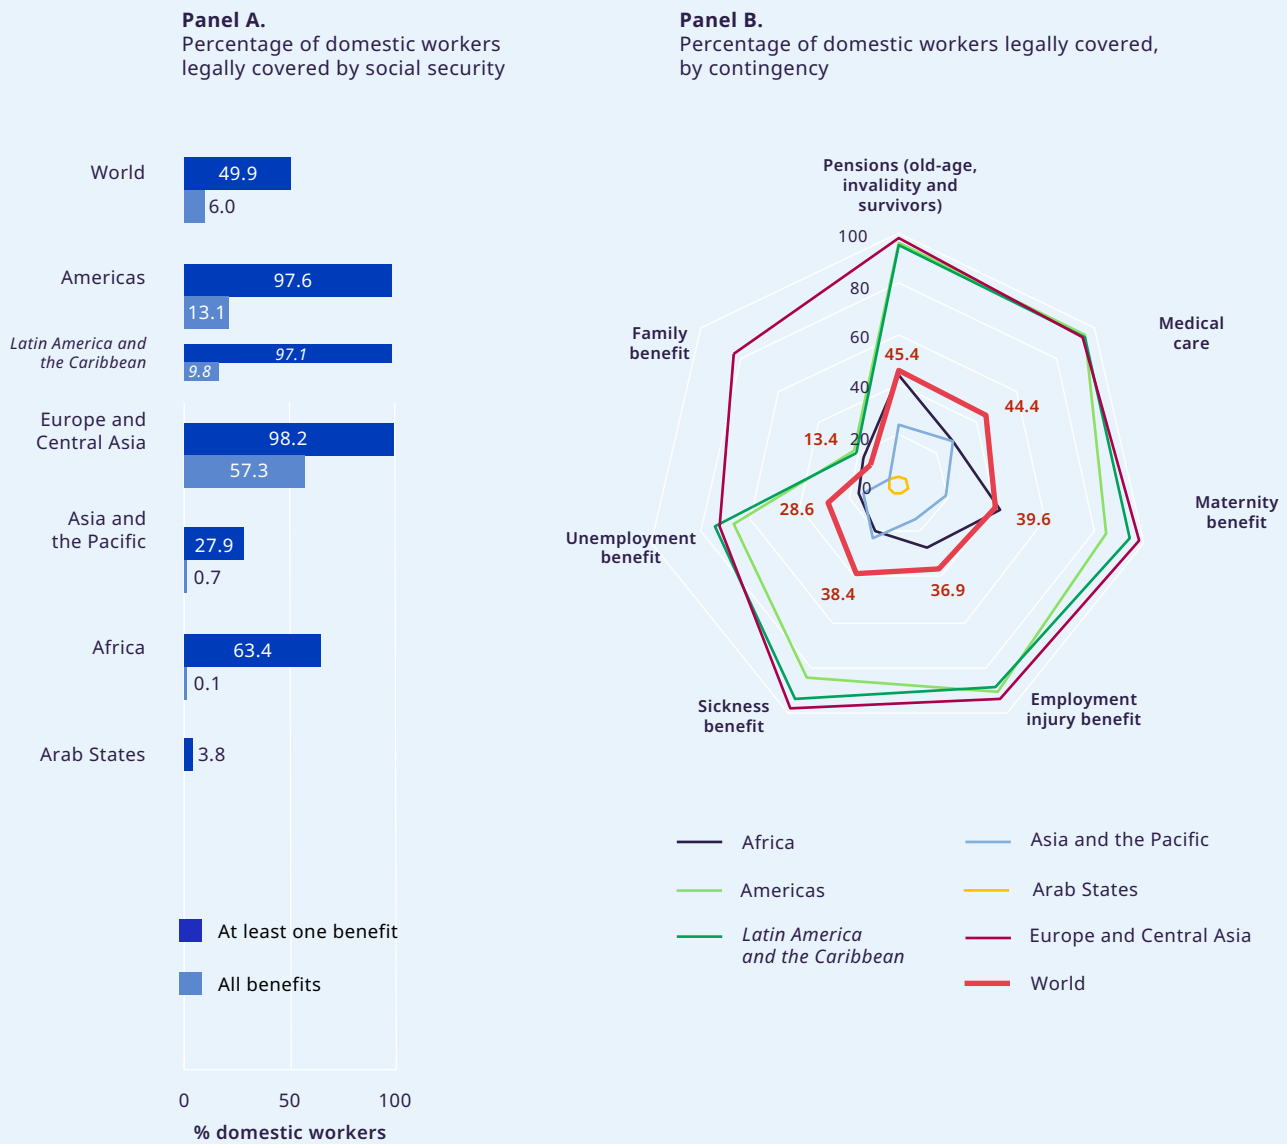 Panel A.
Percentage of domestic workers
legally covered by social security
World
49.9
6.0
Americas
97.6
13.1
Latin America and
the Caribbean
97.1
9.8
Europe and
Central Asia
98.2
57.3
Asia and
the Pacific
27.9
0.7
Africa
63.4
0.1
Arab States
3.8
At least one benefit
All benefits
0
50
100
% domestic workers
Panel B.
Percentage of domestic workers legally covered,
by contingency
Pensions (old-age,
invalidity and
survivors)
100
80
60
40
20
0
Medical
care
Maternity
benefit
Employment
injury benefit
Sickness
benefit
Unemployment
benefit
Family
benefit
45.4
44.4
39.6
36.9
38.4
28.6
13.4
Africa
Americas
Latin America
and the Caribbean
Asia and the Pacific
Arab States
Europe and Central Asia
World